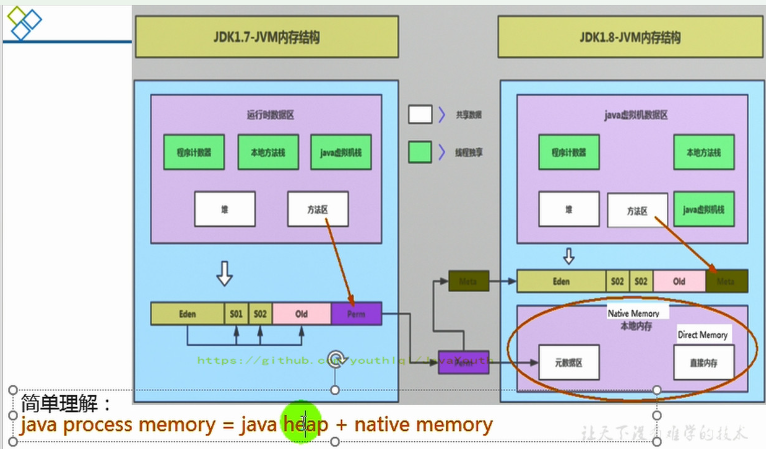 JDK1.7-JVM内存结构
JDK1.8-JVM内存结构
运行时数据区
程序计数器
本地方法栈
java虚拟机栈
堆
方法区
共享数据
线程独享
java虚拟机数据区
程序计数器
本地方法栈
堆
方法区
java虚拟机栈
Eden
S01
S02
Old
Perm
Meta
Eden
S02
S02
Old
Meta
Perm
Native Memory
本地内存
Direct Memory
元数据区
直接内存
简单理解：
java process memory = java heap + native memory
让天下没有难学的技术